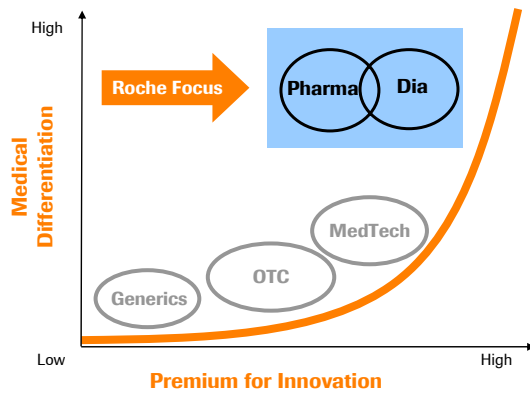 High
Roche Focus
Pharma
Dia
Medical
Differentiation
MedTech
OTC
Generics
Low
High
Premium for Innovation